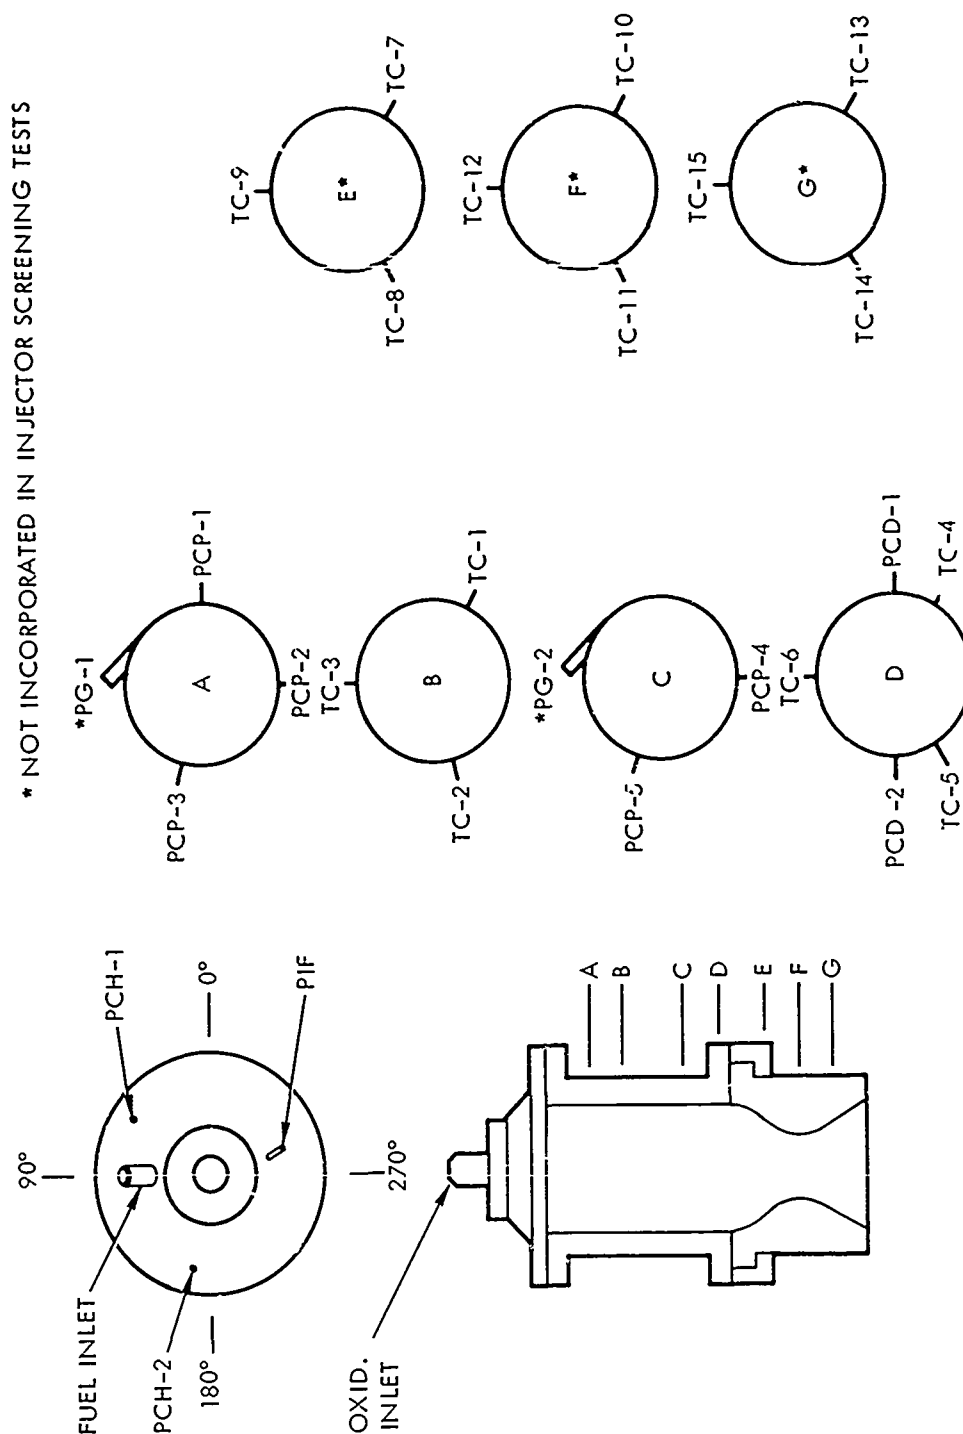 * NOT INCORPORATED IN INJECTOR SCREENING TESTS
90°
PCH-1
0°
PIF
270°
180°
PCH-2
FUEL INLET
OXID.
INLET
A
B
C
D
E
F
G
*PG-1
PCP-1
A
PCP-3
PCP-2
TC-3
TC-1
B
TC-2
*PG-2
C
PCP-5
PCP-4
TC-6
PCD-1
D
TC-4
PCD-2
TC-5
TC-9
E*
TC-7
TC-8
TC-12
F*
TC-10
TC-11
TC-15
G*
TC-13
TC-14